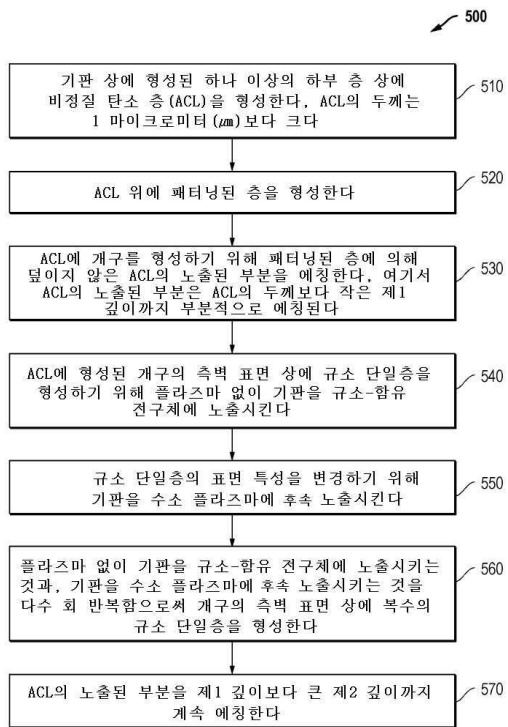 500
기판 상에 형성된 하나 이상의 하부 층 상에
비정질 탄소 층(ACL)을 형성한다, ACL의 두께는
1 마이크로미터(㎛)보다 크다
510
ACL 위에 패터닝된 층을 형성한다
520
ACL에 개구를 형성하기 위해 패터닝된 층에 의해
덮이지 않은 ACL의 노출된 부분을 에칭한다, 여기서
ACL의 노출된 부분은 ACL의 두께보다 작은 제1
깊이까지 부분적으로 에칭된다
530
ACL에 형성된 개구의 측벽 표면 상에 규소 단일층을
형성하기 위해 플라즈마 없이 기판을 규소-함유
전구체에 노출시킨다
540
규소 단일층의 표면 특성을 변경하기 위해
기판을 수소 플라즈마에 후속 노출시킨다
550
플라즈마 없이 기판을 규소-함유 전구체에 노출시키는
것과, 기판을 수소 플라즈마에 후속 노출시키는 것을
다수 회 반복함으로써 개구의 측벽 표면 상에 복수의
규소 단일층을 형성한다
560
ACL의 노출된 부분을 제1 깊이보다 큰 제2 깊이까지
계속 에칭한다
570